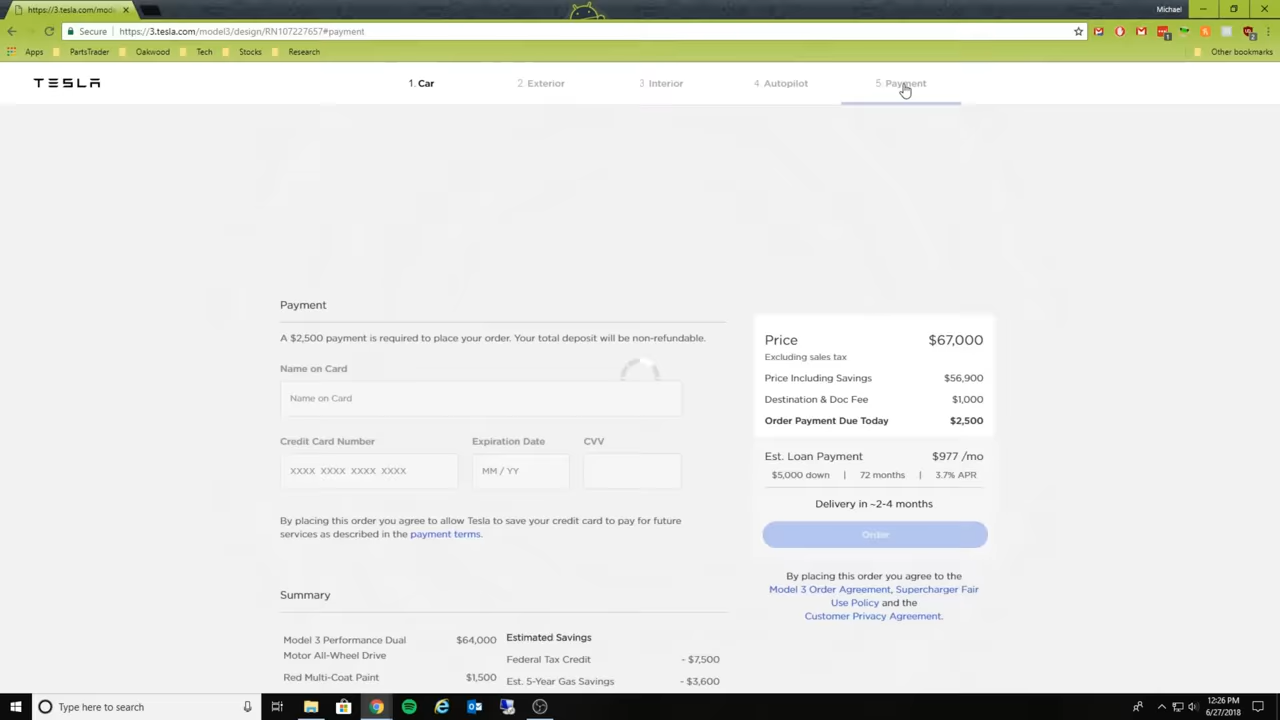 https://3.tesla.com/mode
Michael
Secure
https://3.tesla.com/model3/design/RN107227657#payment
Apps
PartsTrader
Oakwood
Tech
Stocks
Research
Other bookmarks
TESLA
1. Car
2. Exterior
3. Interior
4. Autopilot
5. Payment
Payment
A $2,500 payment is required to place your order. Your total deposit will be non-refundable.
Name on Card
Name on Card
Credit Card Number
Expiration Date
CVV
XXXX XXXX XXXX XXXX
MM / YY
By placing this order you agree to allow Tesla to save your credit card to pay for future
services as described in the payment terms.
Summary
Model 3 Performance Dual
Motor All-Wheel Drive
$64,000
Red Multi-Coat Paint
$1,500
Estimated Savings
Federal Tax Credit
- $7,500
Est. 5-Year Gas Savings
- $3,600
Price
$67,000
Excluding sales tax
Price Including Savings
$56,900
Destination & Doc Fee
$1,000
Order Payment Due Today
$2,500
Est. Loan Payment
$977 /mo
$5,000 down | 72 months | 3.7% APR
Delivery in ~2-4 months
Order
By placing this order you agree to the
Model 3 Order Agreement, Supercharger Fair
Use Policy and the
Customer Privacy Agreement.
Type here to search
12:26 PM
6/27/2018